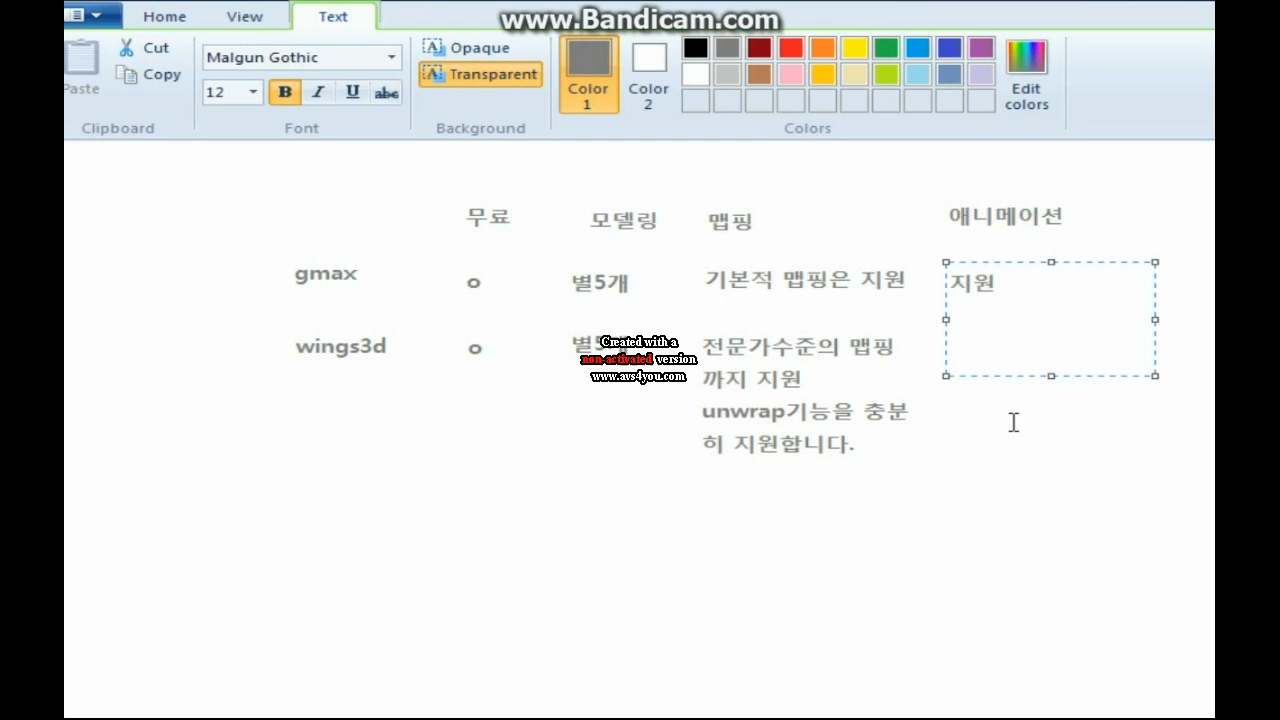 www.Bandicam.com
Home View Text
Paste
Cut
Copy
Clipboard
Malgun Gothic
12 B I U abc
Font
Opaque
Transparent
Background
Color 1
Color 2
Edit colors
Colors
무료 모델링 맵핑 애니메이션
gmax o 별5개 기본적 맵핑은 지원 지원
wings3d o 별5개 전문가수준의 맵핑
까지 지원
unwrap기능을 충분
히 지원합니다.
Created with a
non-activated version
www.avs4you.com